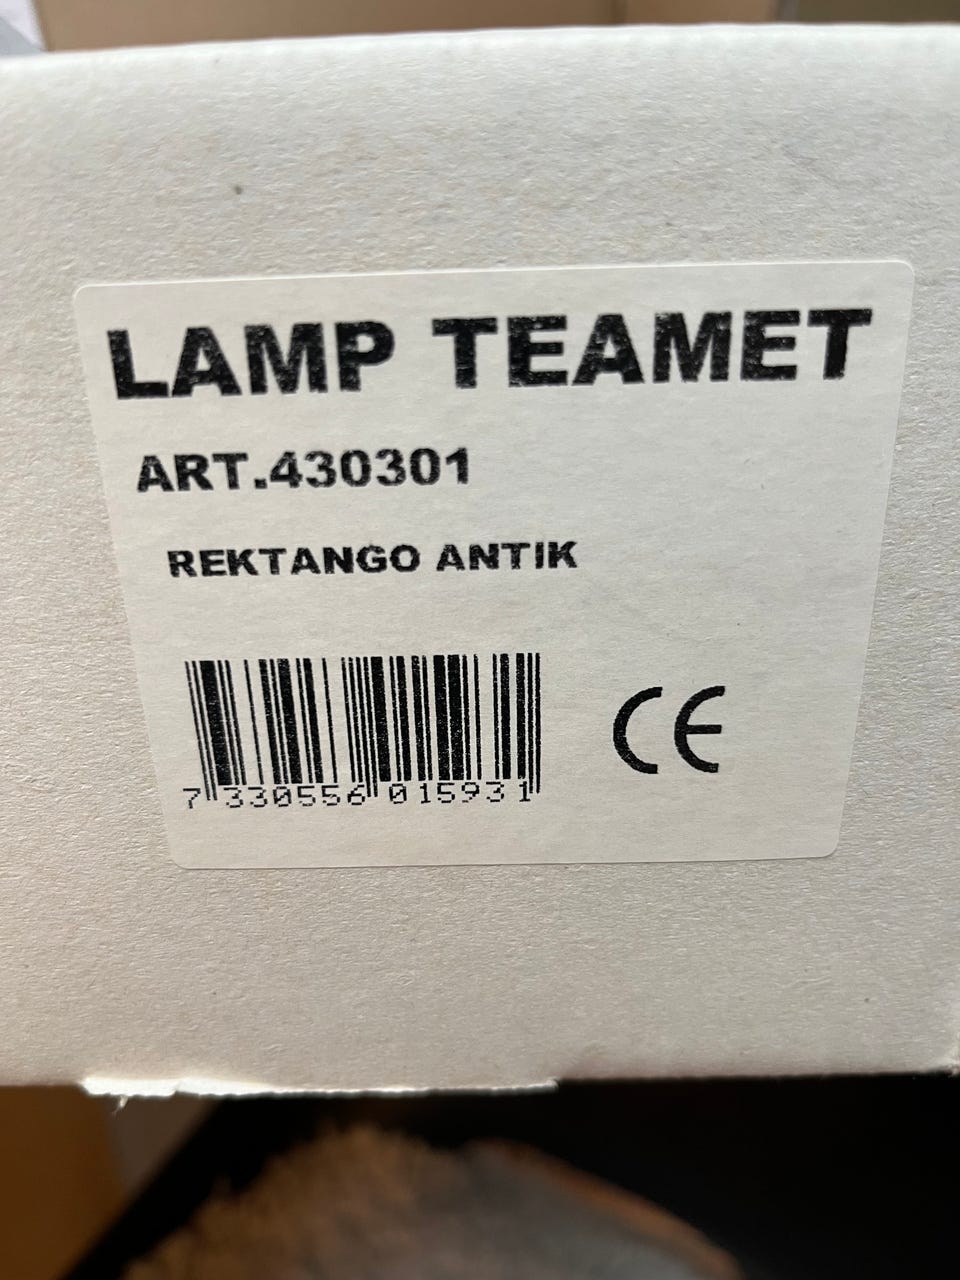 LAMP TEAMET
ART.430301
REKTANGO ANTIK
CE
7 330556 015931